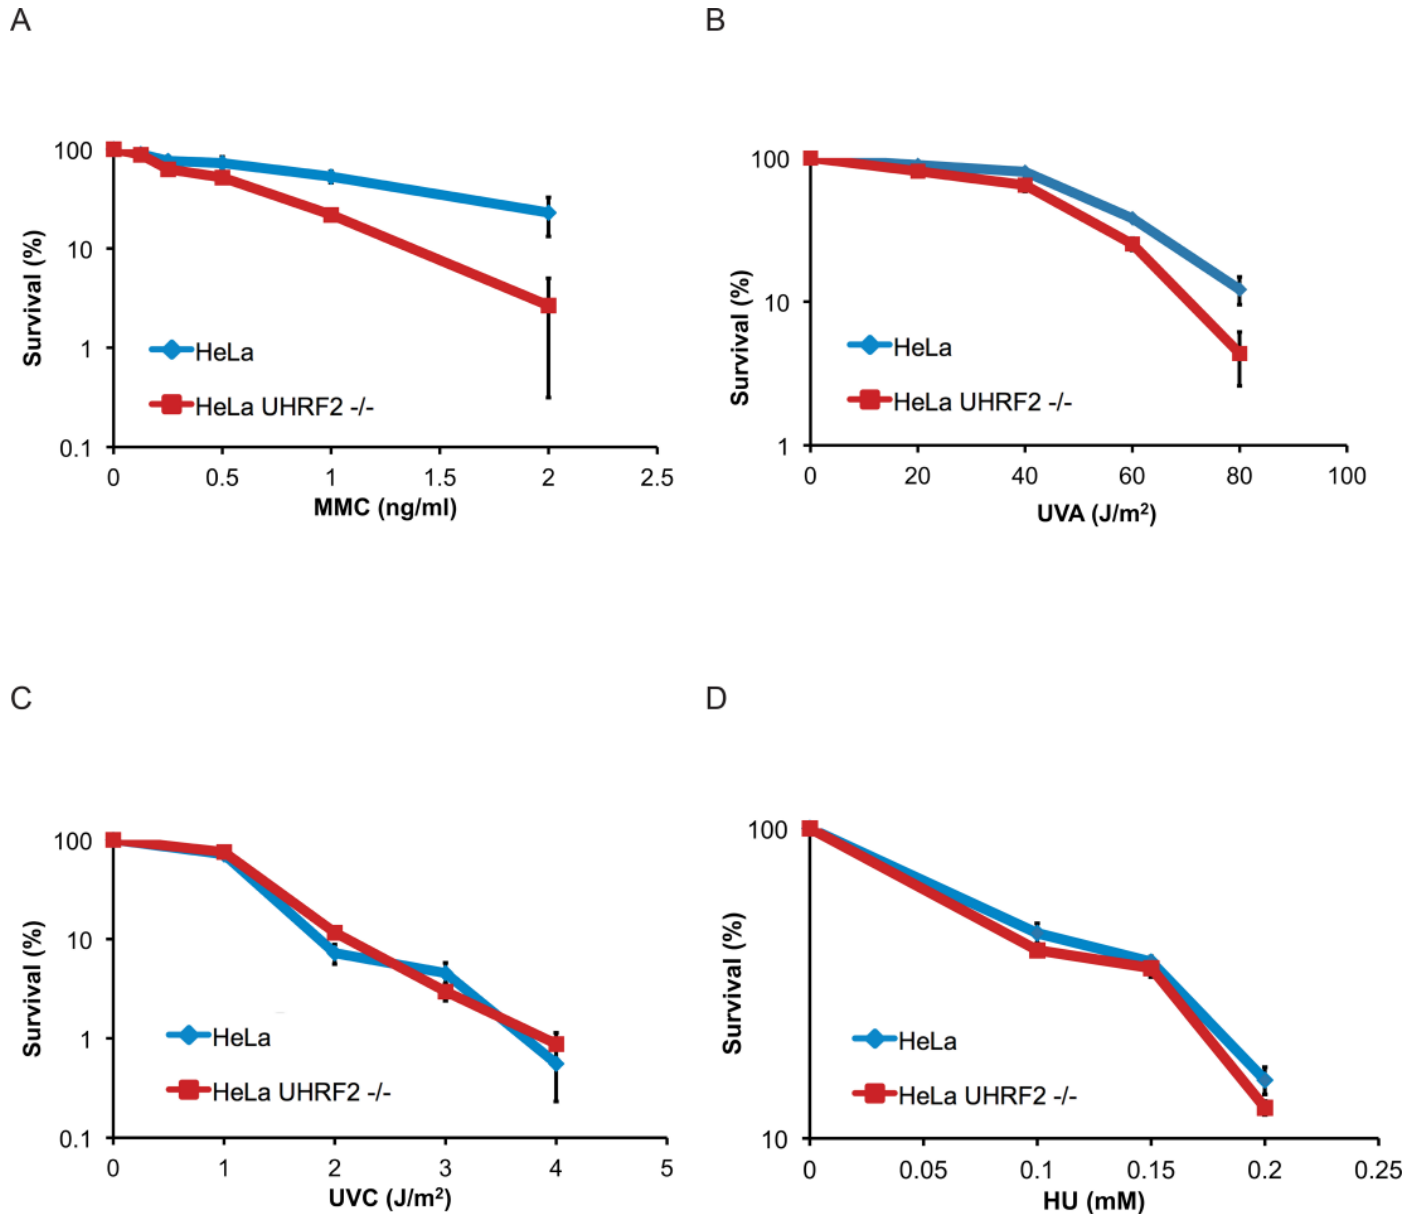 A
100
10
1
0.1
Survival (%)
HeLa
HeLa UHRF2 -/-
0 0.5 1 1.5 2 2.5
MMC (ng/ml)
B
100
10
1
Survival (%)
HeLa
HeLa UHRF2 -/-
0 20 40 60 80 100
UVA (J/m²)
C
100
10
1
0.1
Survival (%)
HeLa
HeLa UHRF2 -/-
0 1 2 3 4 5
UVC (J/m²)
D
100
10
Survival (%)
HeLa
HeLa UHRF2 -/-
0 0.05 0.1 0.15 0.2 0.25
HU (mM)